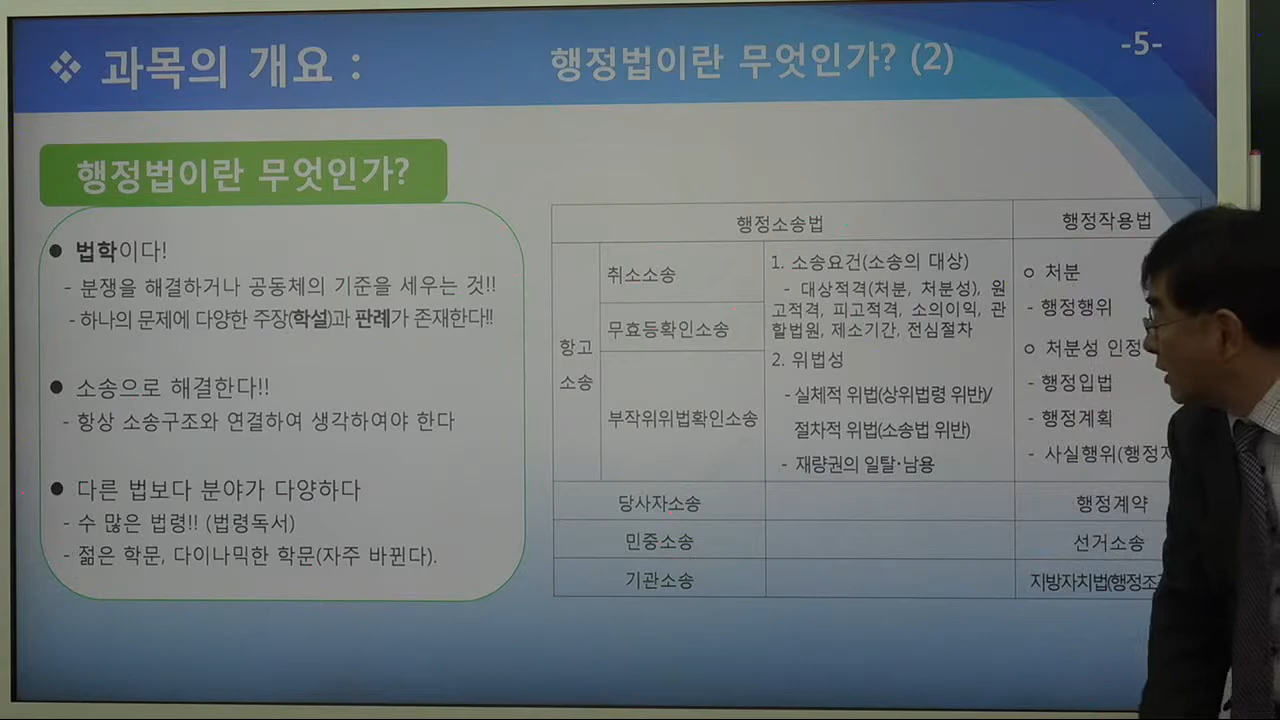 ❖ 과목의 개요 :
행정법이란 무엇인가? (2)
-5-
행정법이란 무엇인가?
● 법학이다!
- 분쟁을 해결하거나 공동체의 기준을 세우는 것!!
- 하나의 문제에 다양한 주장(학설)과 판례가 존재한다!!
● 소송으로 해결한다!!
- 항상 소송구조와 연결하여 생각하여야 한다
● 다른 법보다 분야가 다양하다
- 수 많은 법령!! (법령독서)
- 젊은 학문, 다이나믹한 학문(자주 바뀐다).
행정소송법
행정작용법
항고
소송
취소소송
무효등확인소송
부작위위법확인소송
1. 소송요건(소송의 대상)
- 대상적격(처분, 처분성), 원
고적격, 피고적격, 소의이익, 관
할법원, 제소기간, 전심절차
2. 위법성
- 실체적 위법(상위법령 위반)/
절차적 위법(소송법 위반)
- 재량권의 일탈·남용
ㅇ 처분
- 행정행위
ㅇ 처분성 인정
- 행정입법
- 행정계획
- 사실행위(행정
당사자소송
행정계약
민중소송
선거소송
기관소송
지방자치법(행정조